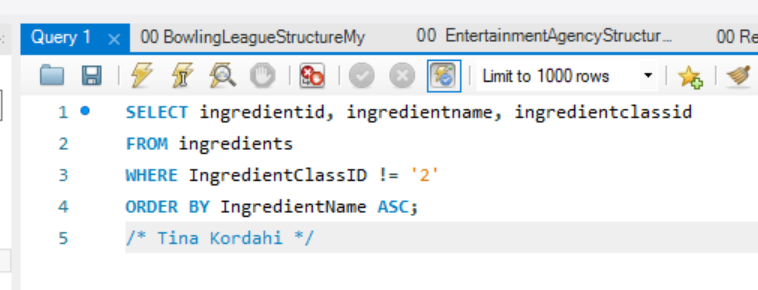 Query 1 00 BowlingLeagueStructureMy 00 EntertainmentAgencyStructur... 00 Re
Limit to 1000 rows
1 SELECT ingredientid, ingredientname, ingredientclassid
2 FROM ingredients
3 WHERE IngredientClassID != '2'
4 ORDER BY IngredientName ASC;
5 /* Tina Kordahi */